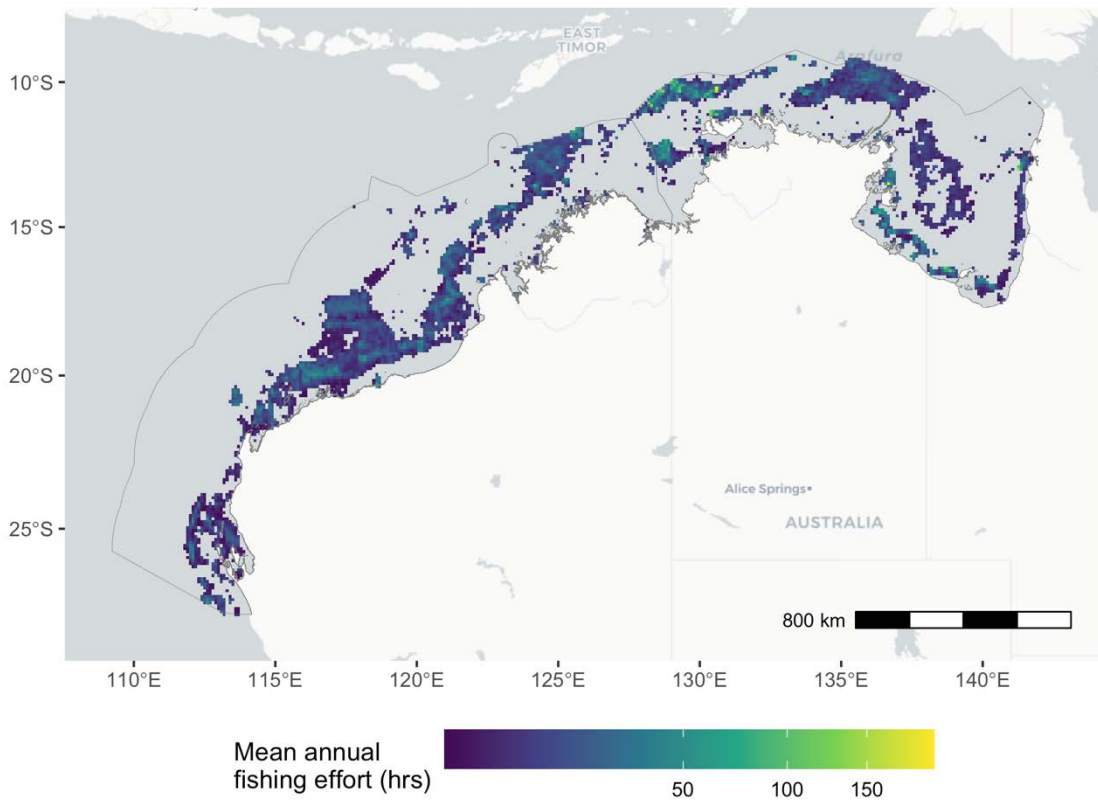 EAST
TIMOR
Arafura
10°S
15°S
20°S
25°S
Alice Springs
AUSTRALIA
800 km
110°E 115°E 120°E 125°E 130°E 135°E 140°E
Mean annual
fishing effort (hrs)
50 100 150